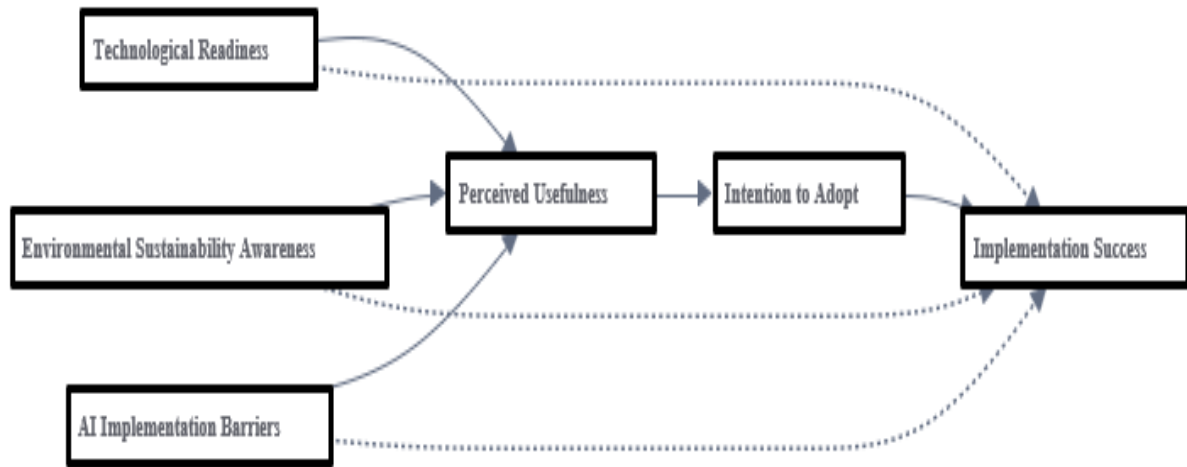 Technological Readiness
Perceived Usefulness
Intention to Adopt
Environmental Sustainability Awareness
Implementation Success
AI Implementation Barriers